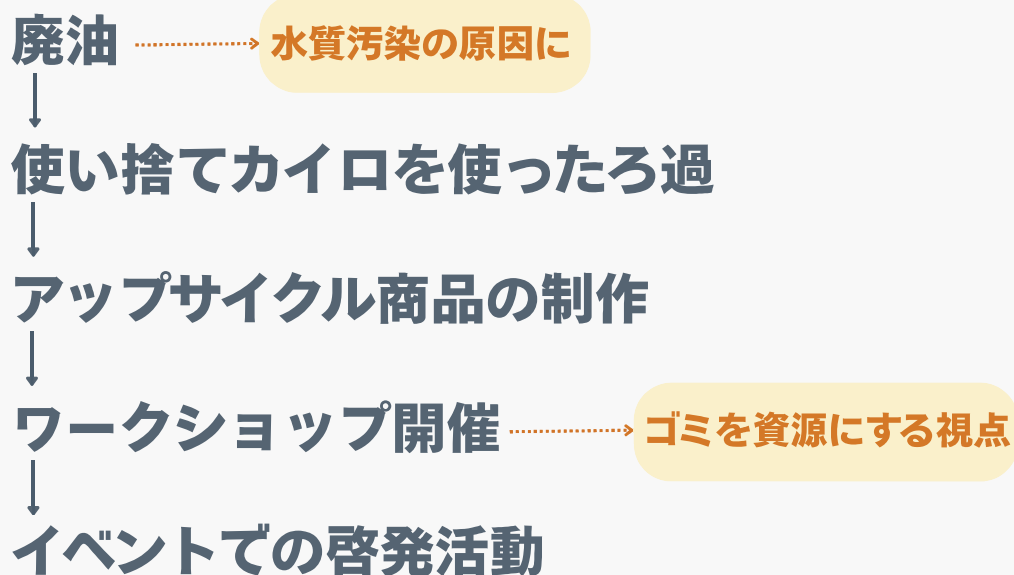 廃油
水質汚染の原因に
使い捨てカイロを使ったろ過
アップサイクル商品の制作
ワークショップ開催
ゴミを資源にする視点
イベントでの啓発活動